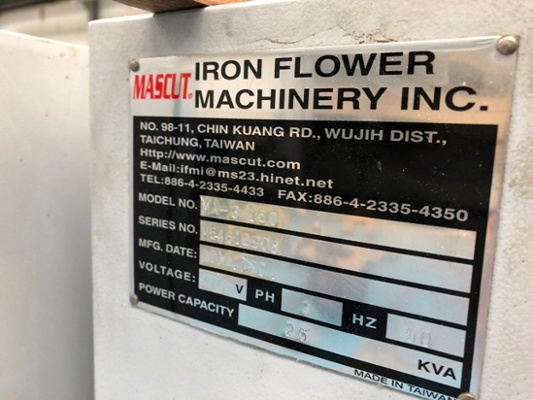 MASCUT®
IRON FLOWER
MACHINERY INC.
NO. 98-11, CHIN KUANG RD., WUJIH DIST.,
TAICHUNG, TAIWAN
Http://www.mascut.com
E-Mail:ifmi@ms23.hinet.net
TEL:886-4-2335-4433 FAX:886-4-2335-4350
MODEL NO.
SERIES NO.
MFG. DATE:
VOLTAGE: V PH 3 HZ 50
POWER CAPACITY 25 KVA
MADE IN TAIWAN